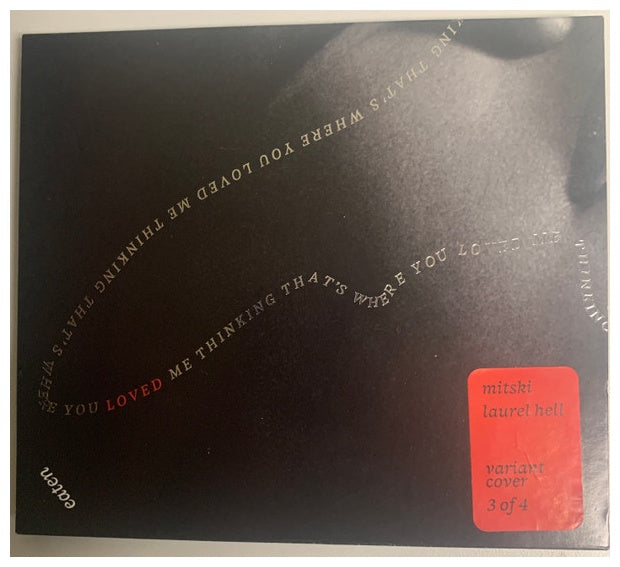 KING THAT'S WHERE YOU LOVED ME THINKING THAT'S WHERE
YOU LOVED ME THINKING THAT'S WHERE YOU LOVED ME THINKING
eaten
mitski
laurel hell
variant
cover
3 of 4